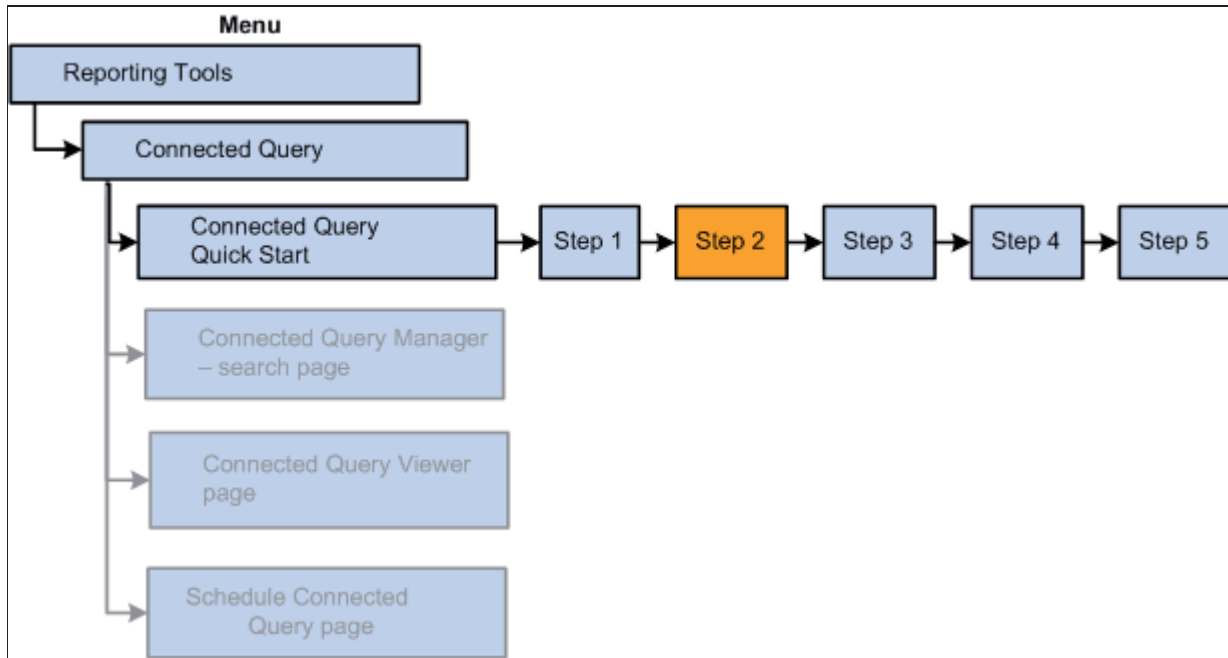 Menu
Reporting Tools
Connected Query
Connected Query
Quick Start
Step 1
Step 2
Step 3
Step 4
Step 5
Connected Query Manager
– search page
Connected Query Viewer
page
Schedule Connected
Query page